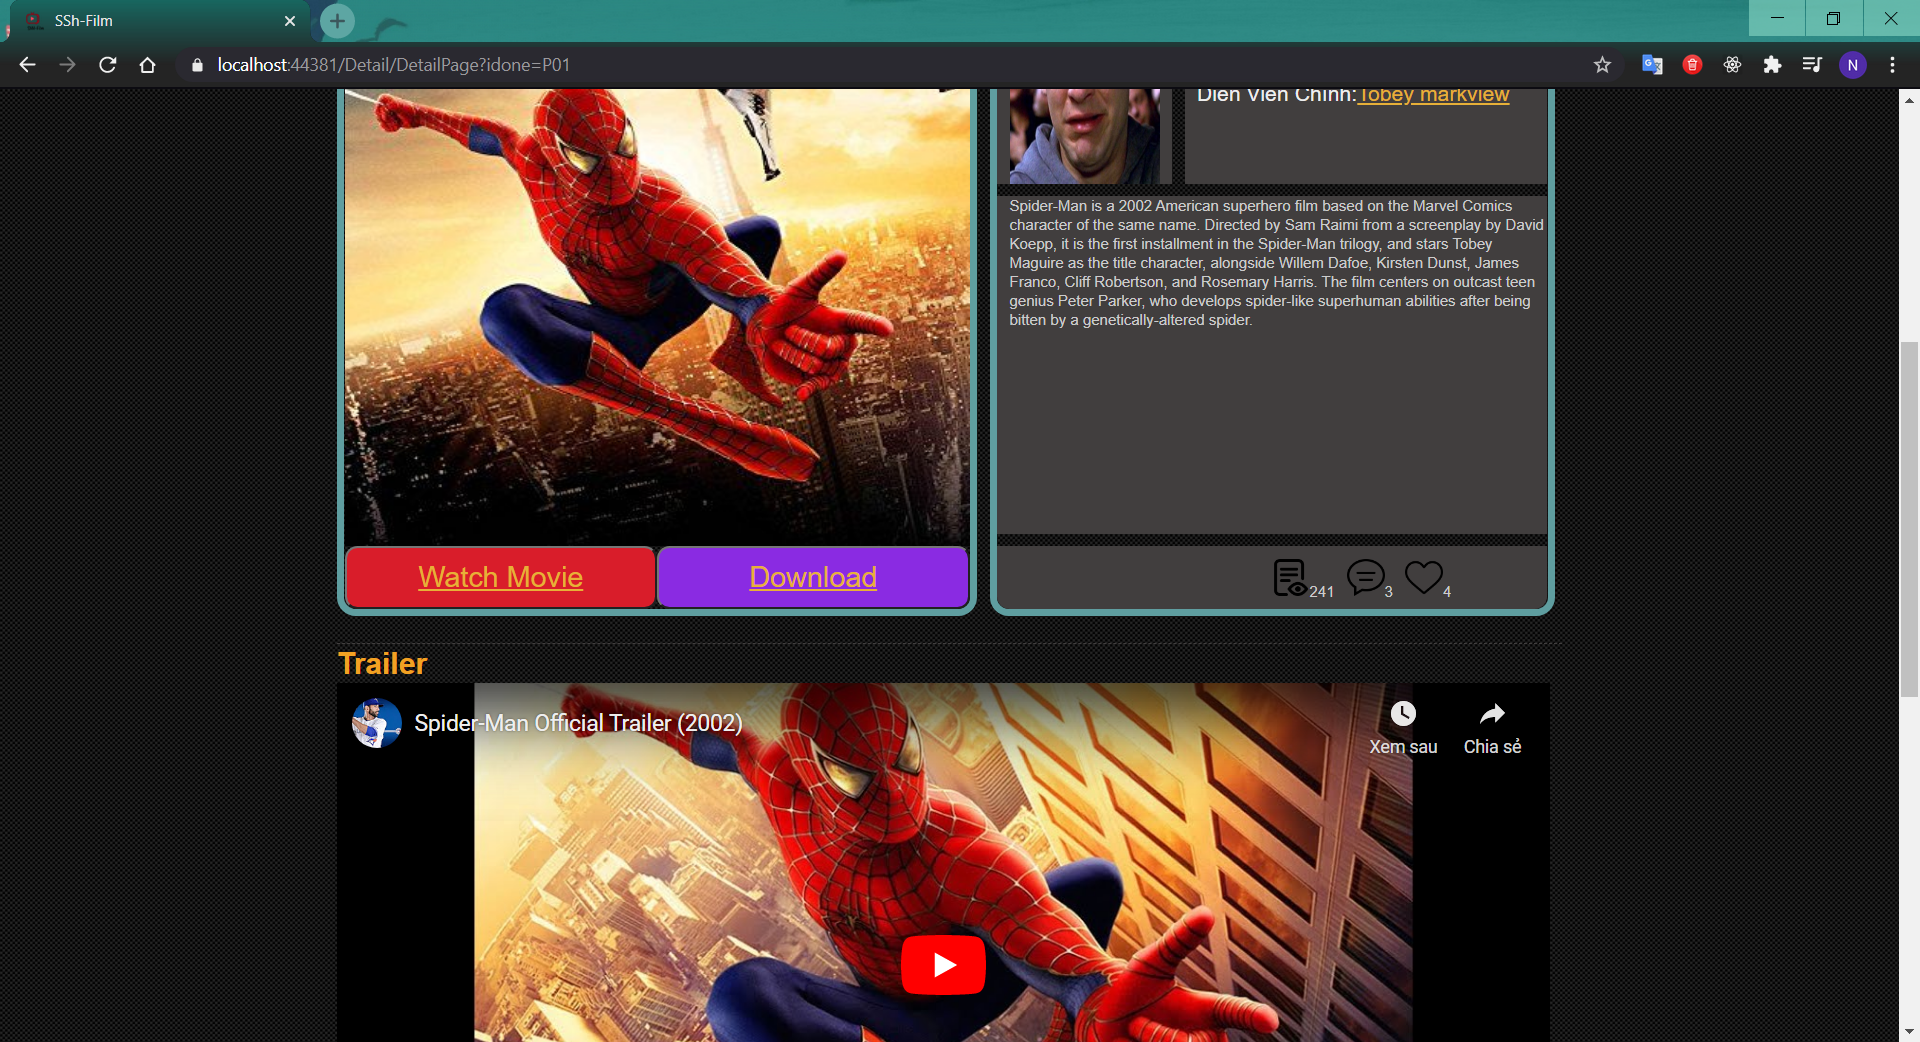 SSh-Film
localhost:44381/Detail/DetailPage?idone=P01
N
Diễn Viên Chính:Tobey markview
Spider-Man is a 2002 American superhero film based on the Marvel Comics
character of the same name. Directed by Sam Raimi from a screenplay by David
Koepp, it is the first installment in the Spider-Man trilogy, and stars Tobey
Maguire as the title character, alongside Willem Dafoe, Kirsten Dunst, James
Franco, Cliff Robertson, and Rosemary Harris. The film centers on outcast teen
genius Peter Parker, who develops spider-like superhuman abilities after being
bitten by a genetically-altered spider.
Watch Movie
Download
241
3
4
Trailer
Spider-Man Official Trailer (2002)
Xem sau
Chia sẻ